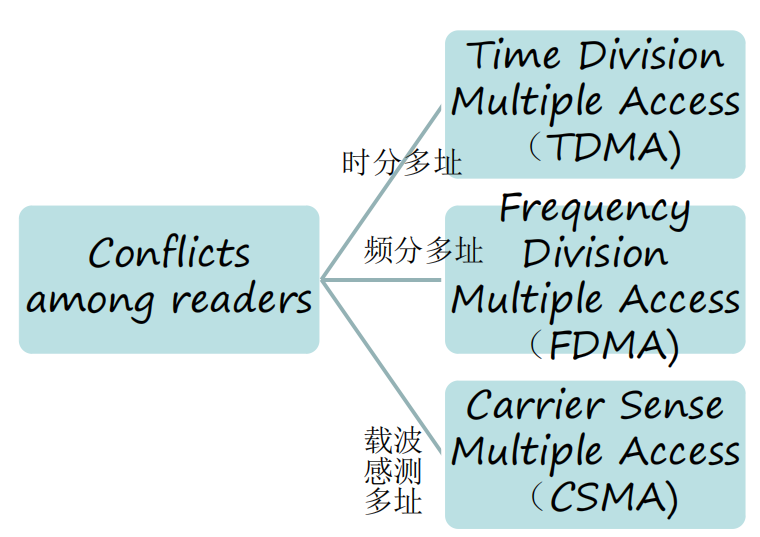 Conflicts
among readers
时分多址
Time Division
Multiple Access
（TDMA)
频分多址
Frequency
Division
Multiple Access
（FDMA)
载波
感测
多址
Carrier Sense
Multiple Access
（CSMA)